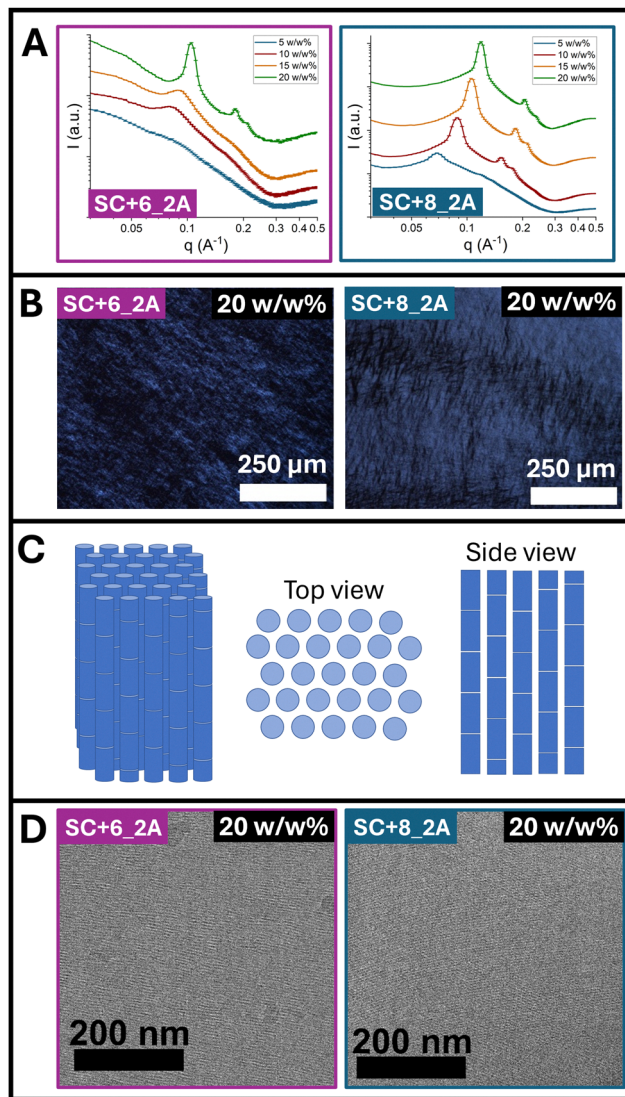 A
I (a.u.)
5 w/w%
10 w/w%
15 w/w%
20 w/w%
SC+6_2A
0.05
0.1
0.2
0.3
0.4
0.5
q (A⁻¹)
I (a.u.)
5 w/w%
10 w/w%
15 w/w%
20 w/w%
SC+8_2A
0.05
0.1
0.2
0.3
0.4
0.5
q (A⁻¹)
B
SC+6_2A
20 w/w%
250 µm
SC+8_2A
20 w/w%
250 µm
C
Top view
Side view
D
SC+6_2A
20 w/w%
200 nm
SC+8_2A
20 w/w%
200 nm